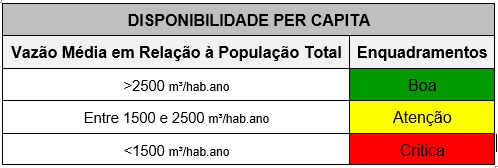 DISPONIBILIDADE PER CAPITA
Vazão Média em Relação à População Total Enquadramentos
>2500 m³/hab.ano Boa
Entre 1500 e 2500 m³/hab.ano Atenção
<1500 m³/hab.ano Critica